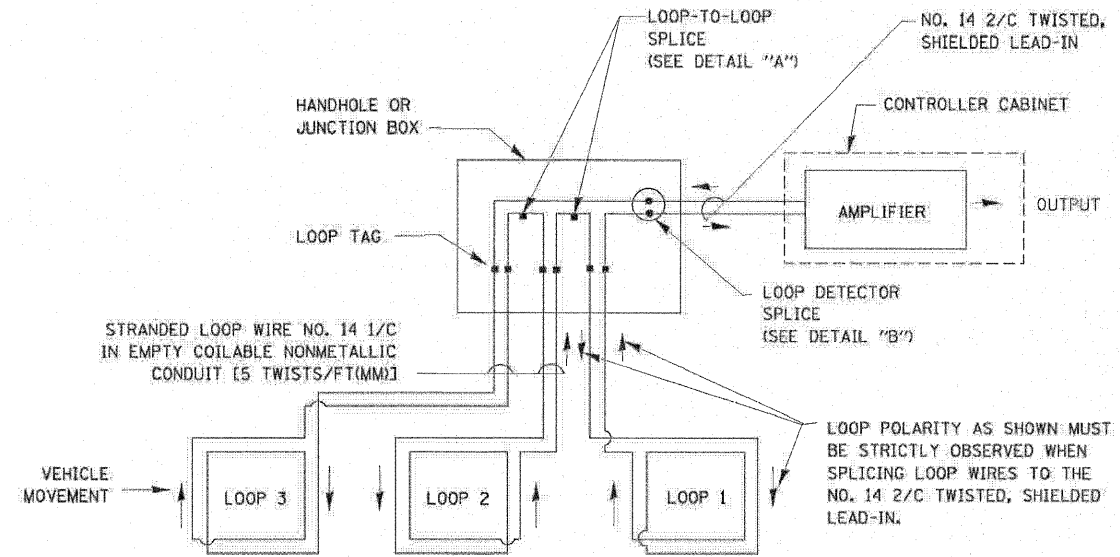 LOOP-TO-LOOP
SPLICE
(SEE DETAIL "A")
NO. 14 2/C TWISTED,
SHIELDED LEAD-IN
HANDHOLE OR
JUNCTION BOX
CONTROLLER CABINET
AMPLIFIER
OUTPUT
LOOP TAG
LOOP DETECTOR
SPLICE
(SEE DETAIL "B")
STRANDED LOOP WIRE NO. 14 1/C
IN EMPTY COILABLE NONMETALLIC
CONDUIT [5 TWISTS/FT(MM)]
LOOP POLARITY AS SHOWN MUST
BE STRICTLY OBSERVED WHEN
SPLICING LOOP WIRES TO THE
NO. 14 2/C TWISTED, SHIELDED
LEAD-IN.
VEHICLE
MOVEMENT
LOOP 3
LOOP 2
LOOP 1